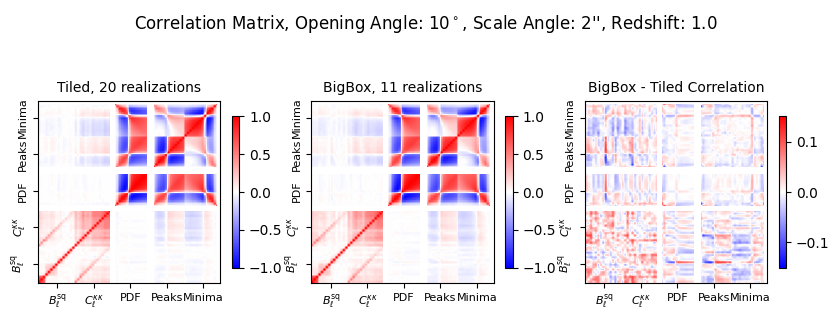 Correlation Matrix, Opening Angle: 10°, Scale Angle: 2'', Redshift: 1.0
Tiled, 20 realizations
BigBox, 11 realizations
BigBox - Tiled Correlation
Minima
Peaks
PDF
C_ℓ^κκ
B_ℓ^sq
B_ℓ^sq
C_ℓ^κκ
PDF
Peaks
Minima
1.0
0.5
0.0
−0.5
−1.0
Minima
Peaks
PDF
C_ℓ^κκ
B_ℓ^sq
B_ℓ^sq
C_ℓ^κκ
PDF
Peaks
Minima
1.0
0.5
0.0
−0.5
−1.0
Minima
Peaks
PDF
C_ℓ^κκ
B_ℓ^sq
B_ℓ^sq
C_ℓ^κκ
PDF
Peaks
Minima
0.1
0.0
−0.1